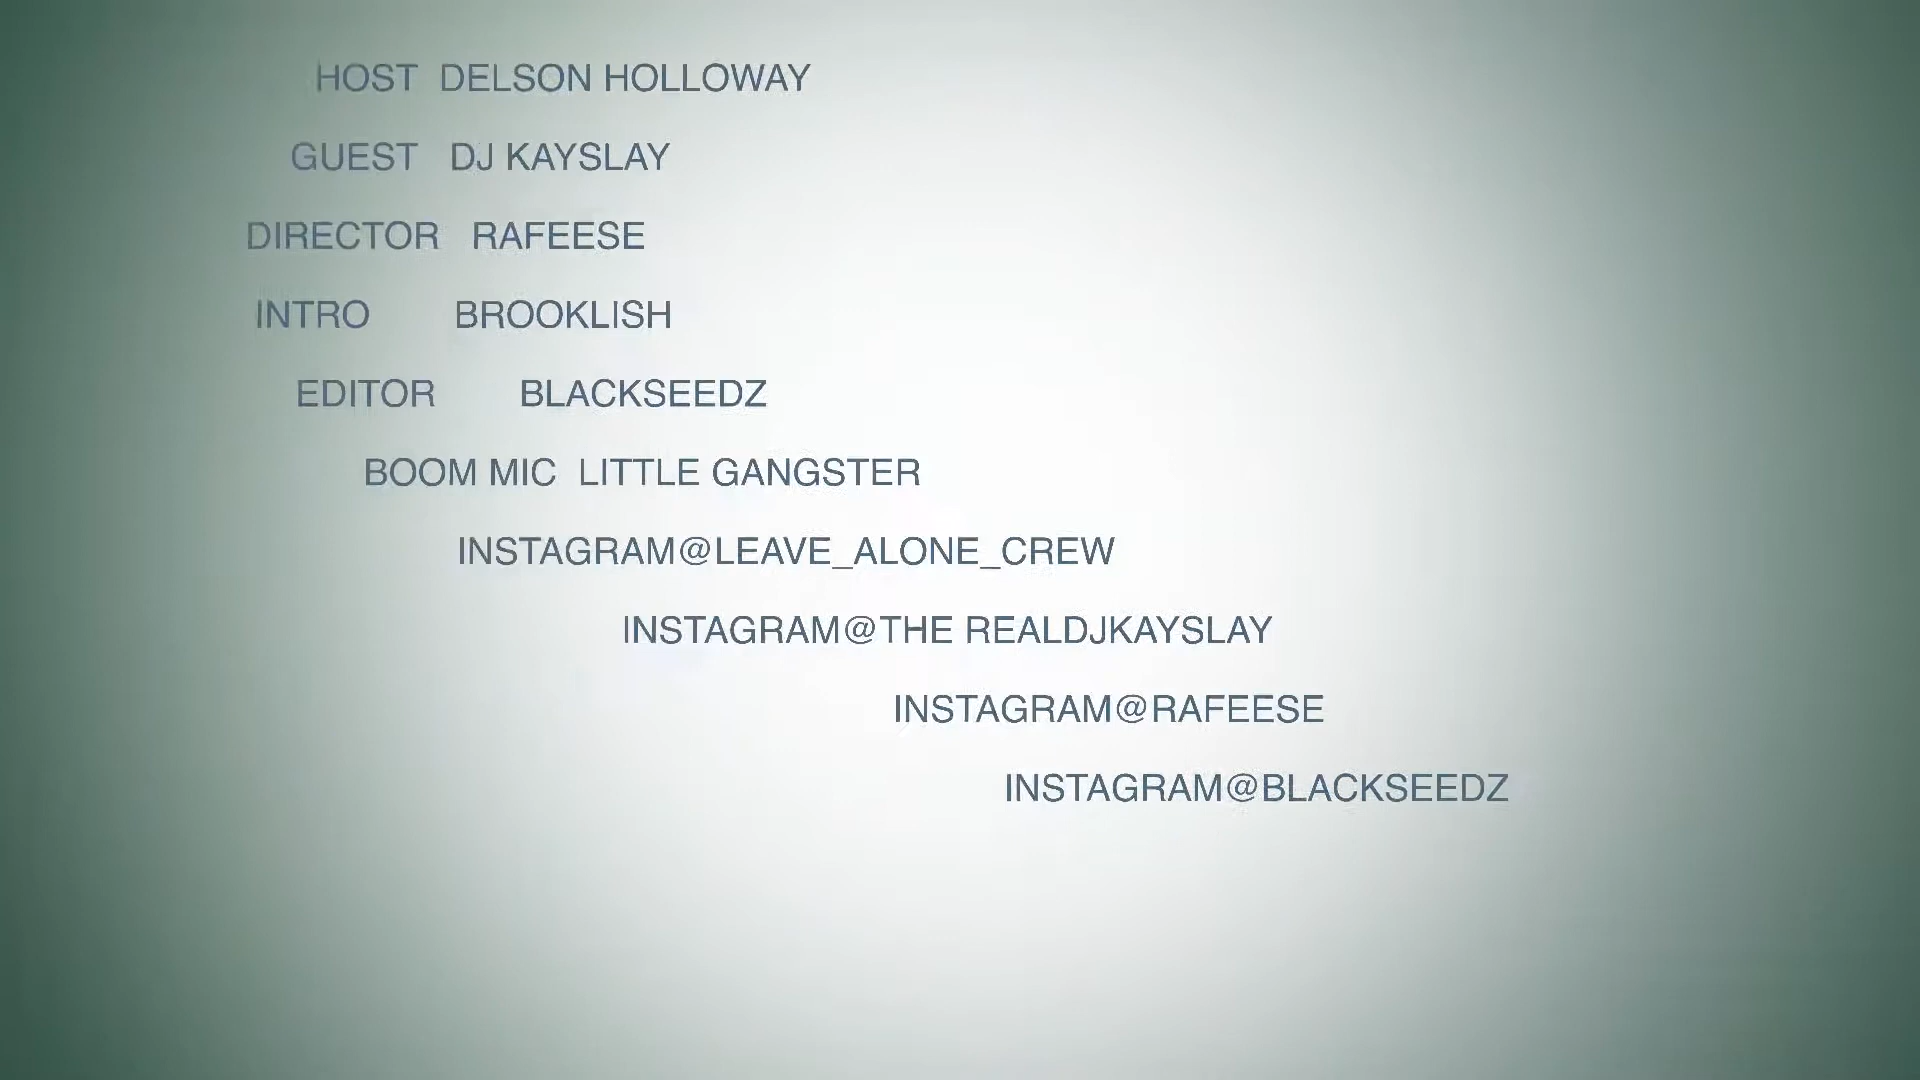 HOST DELSON HOLLOWAY
GUEST DJ KAYSLAY
DIRECTOR RAFEESE
INTRO BROOKLISH
EDITOR BLACKSEEDZ
BOOM MIC LITTLE GANGSTER
INSTAGRAM@LEAVE_ALONE_CREW
INSTAGRAM@THE REALDJKAYSLAY
INSTAGRAM@RAFEESE
INSTAGRAM@BLACKSEEDZ